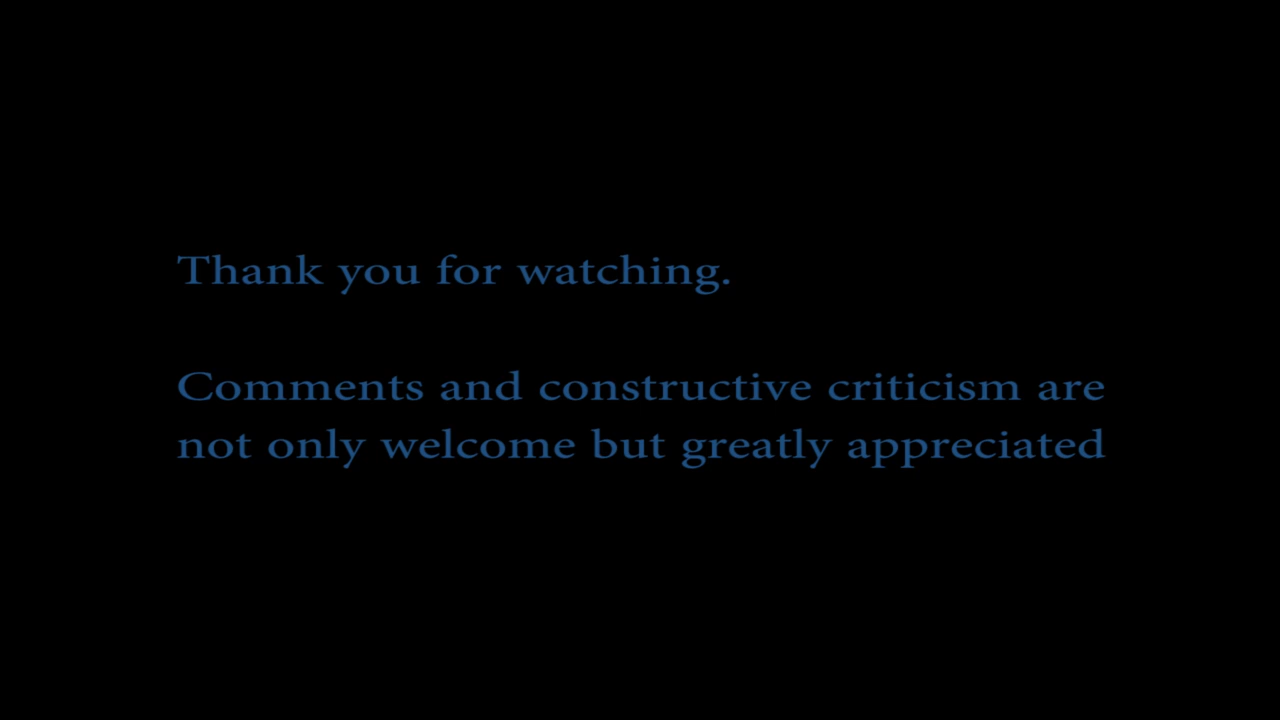 Thank you for watching.
Comments and constructive criticism are
not only welcome but greatly appreciated